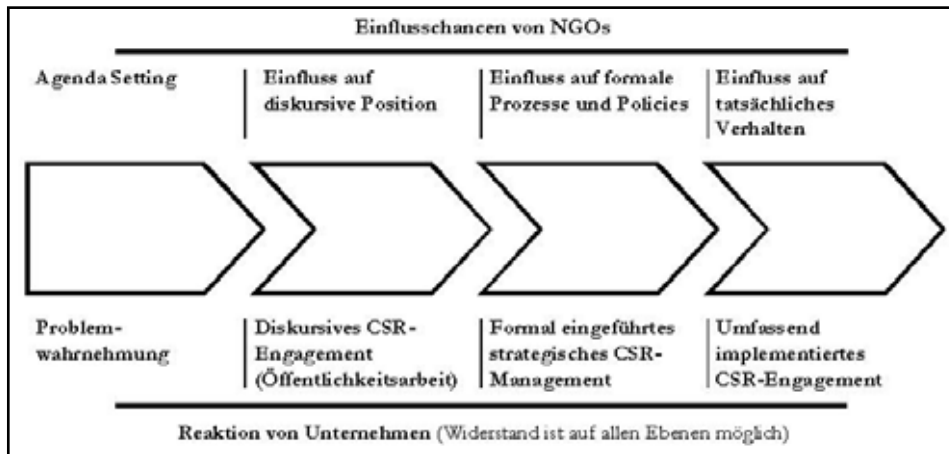 Einflusschancen von NGOs
Agenda Setting
Einfluss auf
diskursive Position
Einfluss auf formale
Prozesse und Policies
Einfluss auf
tatsächliches
Verhalten
Problem-
wahrnehmung
Diskursives CSR-
Engagement
(Öffentlichkeitsarbeit)
Formal eingeführtes
strategisches CSR-
Management
Umfassend
implementiertes
CSR-Engagement
Reaktion von Unternehmen (Widerstand ist auf allen Ebenen möglich)